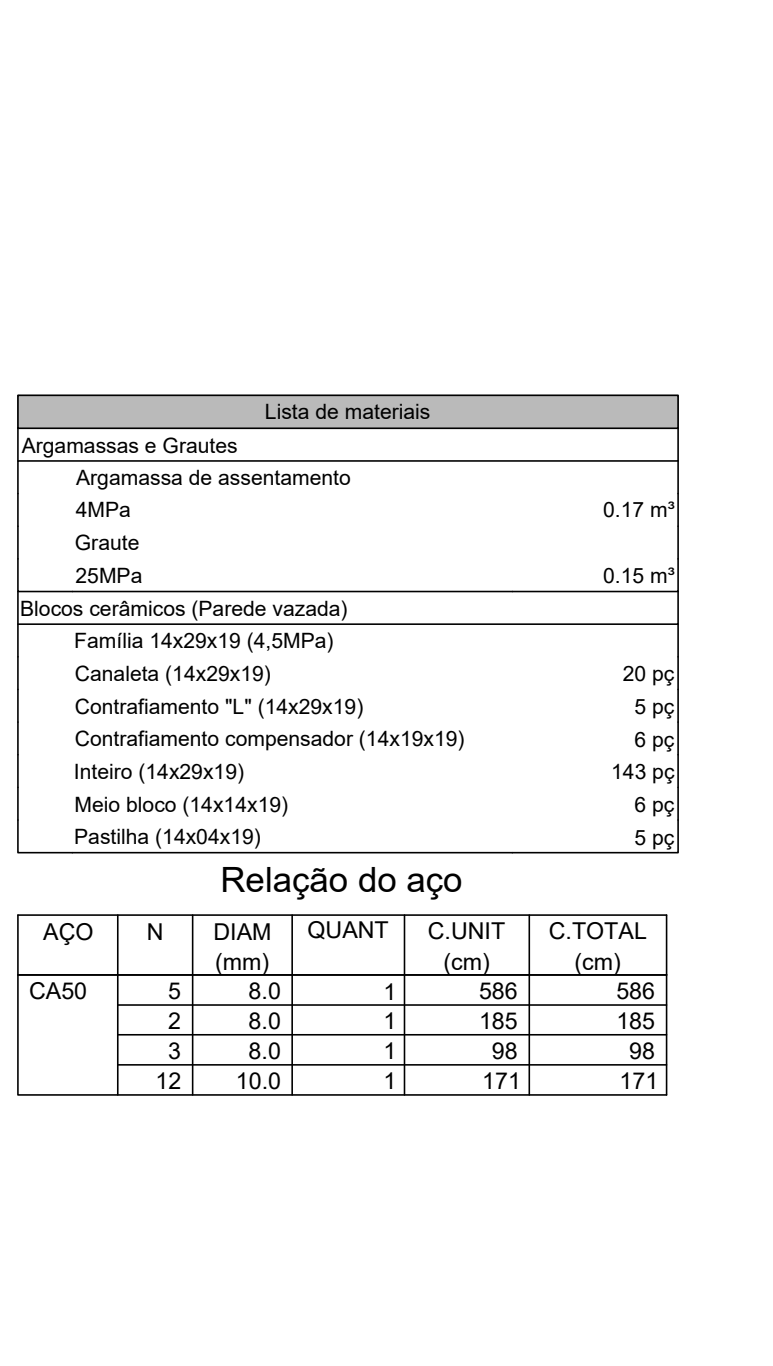 Lista de materiais
Argamassas e Grautes
Argamassa de assentamento
4MPa 0.17 m³
Graute
25MPa 0.15 m³
Blocos cerâmicos (Parede vazada)
Família 14x29x19 (4,5MPa)
Canaleta (14x29x19) 20 pç
Contrafiamento "L" (14x29x19) 5 pç
Contrafiamento compensador (14x19x19) 6 pç
Inteiro (14x29x19) 143 pç
Meio bloco (14x14x19) 6 pç
Pastilha (14x04x19) 5 pç
Relação do aço
AÇO N DIAM QUANT C.UNIT C.TOTAL
(mm) (cm) (cm)
CA50 5 8.0 1 586 586
2 8.0 1 185 185
3 8.0 1 98 98
12 10.0 1 171 171